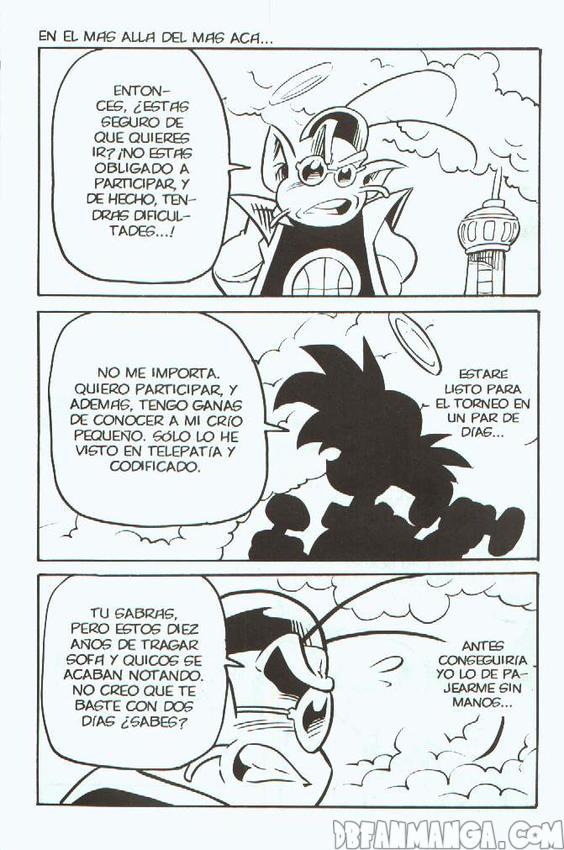 EN EL MAS ALLA DEL MAS ACA...
ENTON-
CES, ¿ESTAS
SEGURO DE
QUE QUIERES
IR? ¡NO ESTAS
OBLIGADO A
PARTICIPAR, Y
DE HECHO, TEN-
DRAS DIFICUL-
TADES...!
NO ME IMPORTA.
QUIERO PARTICIPAR, Y
ADEMAS, TENGO GANAS
DE CONOCER A MI CRÍO
PEQUEÑO. SÓLO LO HE
VISTO EN TELEPATÍA Y
CODIFICADO.
ESTARE
LISTO PARA
EL TORNEO EN
UN PAR DE
DIAS...
TU SABRAS,
PERO ESTOS DIEZ
AÑOS DE TRAGAR
SOFA Y QUICOS SE
ACABAN NOTANDO.
NO CREO QUE TE
BASTE CON DOS
DÍAS ¿SABES?
ANTES
CONSEGUIRIA
YO LO DE PA-
JEARME SIN
MANOS...
DBFANMANGA.COM